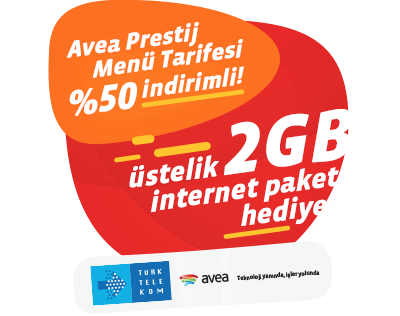 Avea Prestij
Menü Tarifesi
%50 indirimli!
üstelik 2GB
internet paketi
hediye
TÜRK
TELE
KOM
avea
Teknoloji yanında, işler yolunda